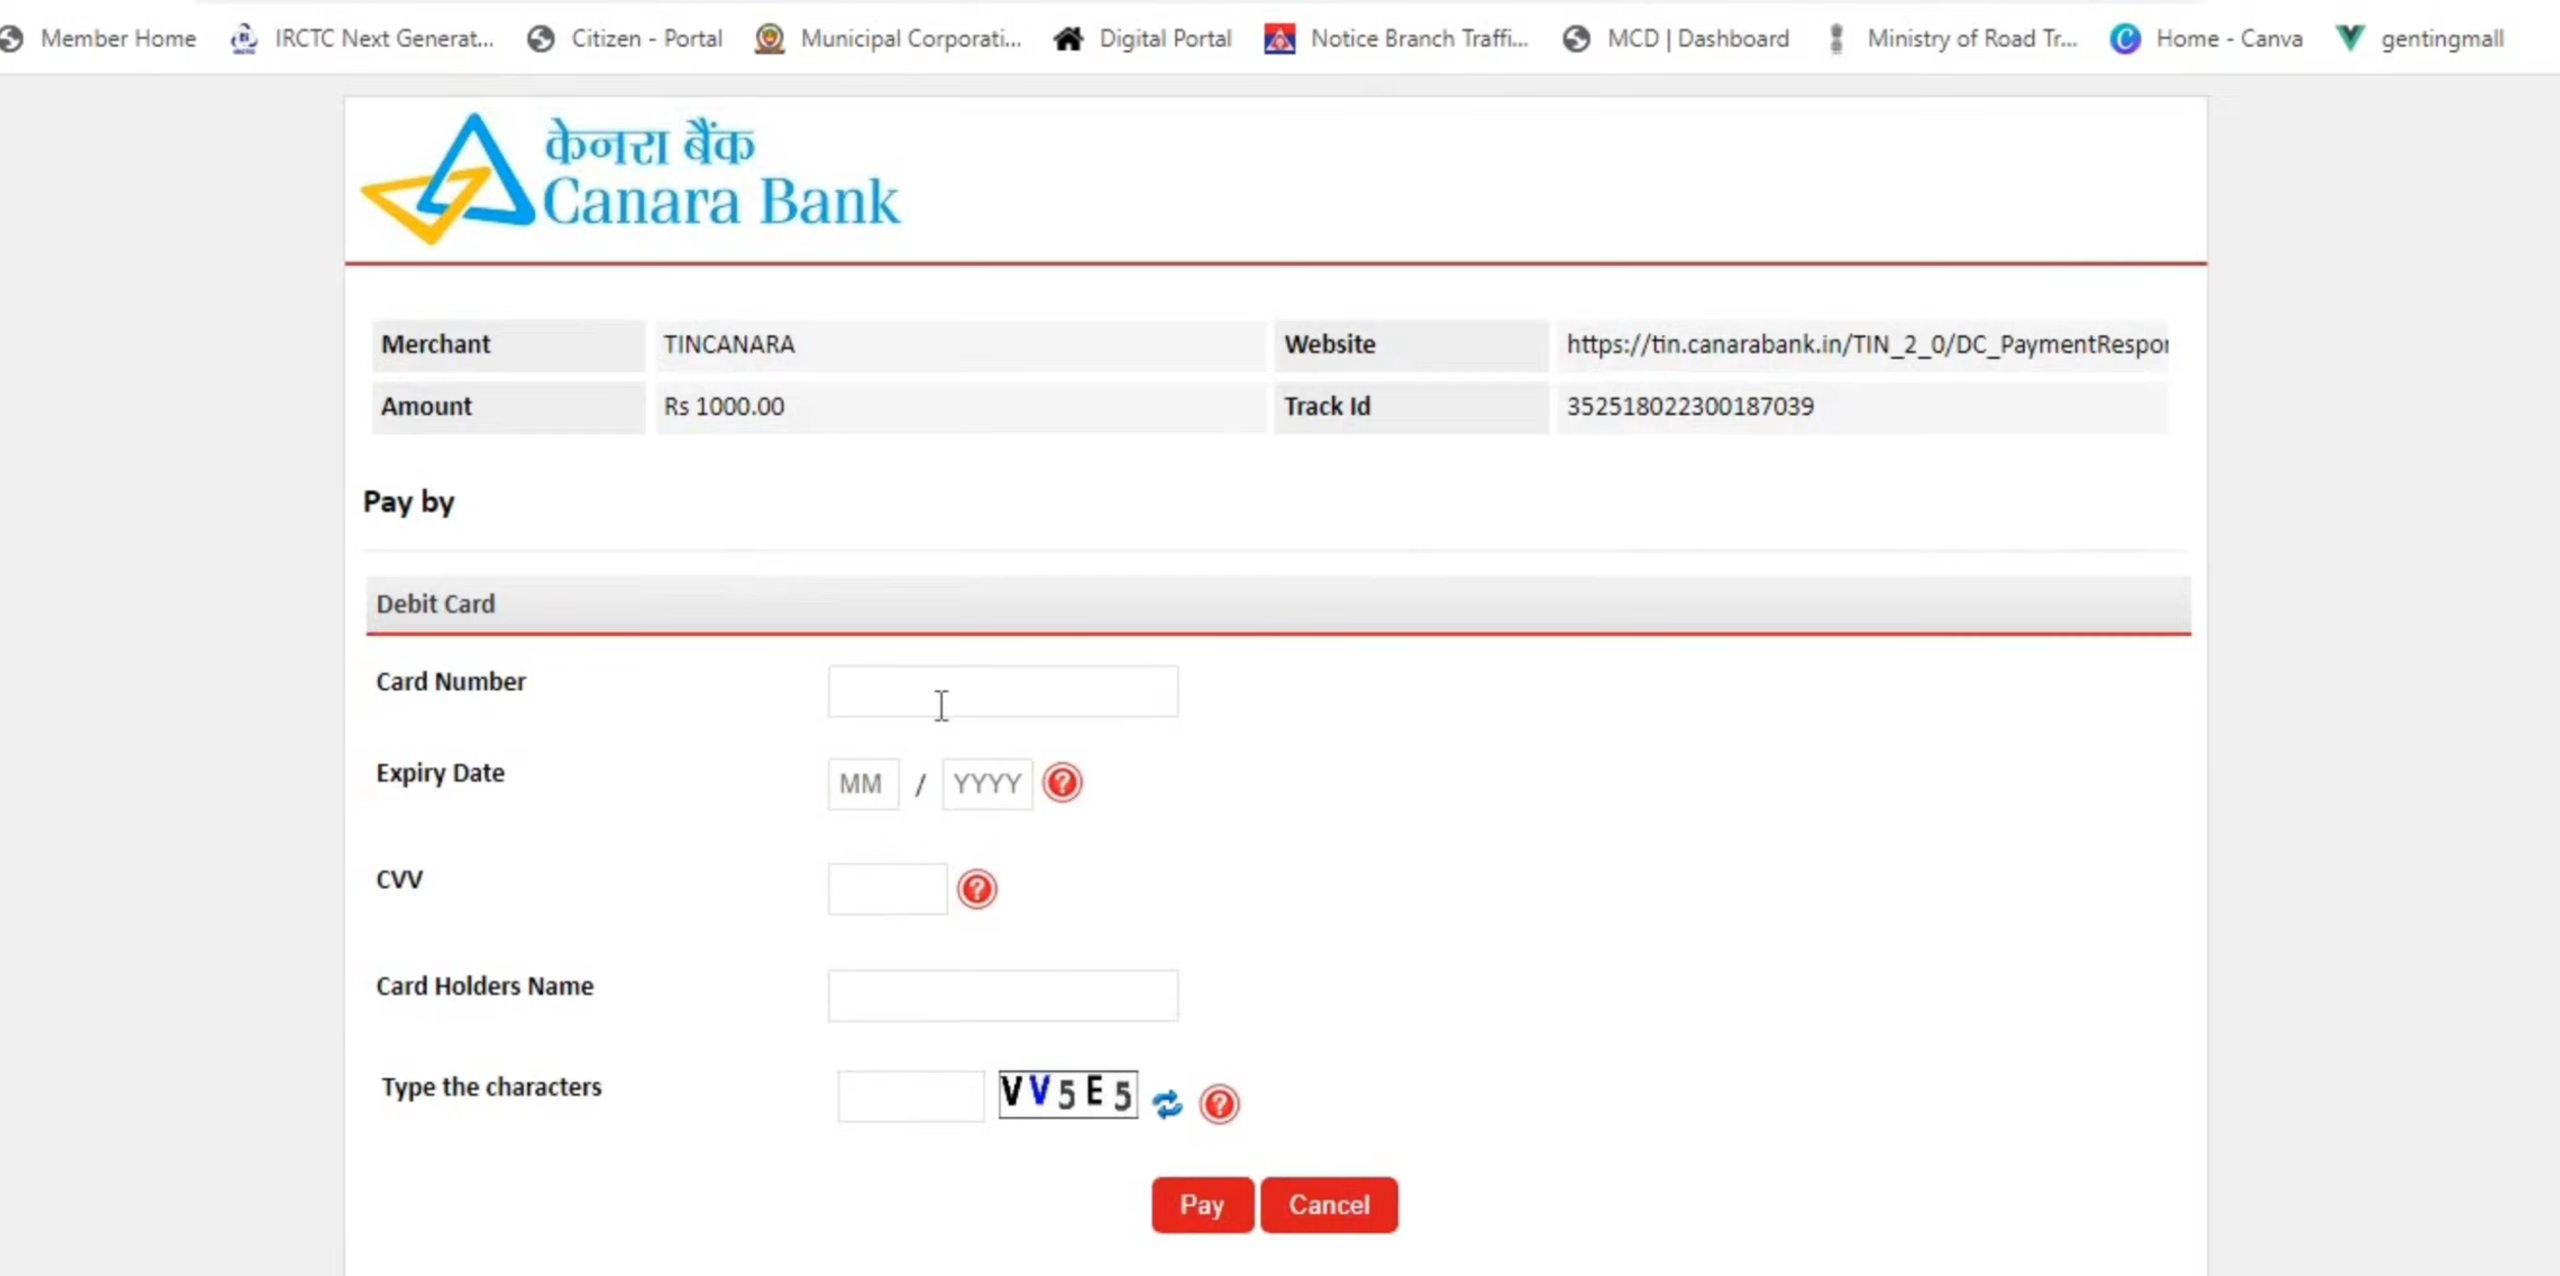 Member Home IRCTC Next Generat... Citizen - Portal Municipal Corporati... Digital Portal Notice Branch Traffi... MCD | Dashboard Ministry of Road Tr... Home - Canva gentingmall
केनरा बैंक
Canara Bank
Merchant TINCANARA Website https://tin.canarabank.in/TIN_2_0/DC_PaymentRespon
Amount Rs 1000.00 Track Id 352518022300187039
Pay by
Debit Card
Card Number
Expiry Date MM / YYYY ?
CVV ?
Card Holders Name
Type the characters VV5E5 ?
Pay Cancel